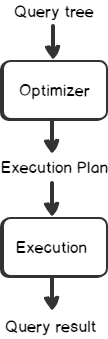 Query tree
Optimizer
Execution Plan
Execution
Query result